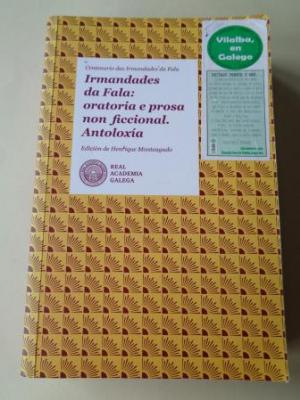 Centenario das Irmandades da Fala
Irmandades
da Fala:
oratoria e prosa
non ficcional.
Antoloxía
Edición de Henrique Monteagudo
REAL
ACADEMIA
GALEGA
Vilalba,
en
Galego